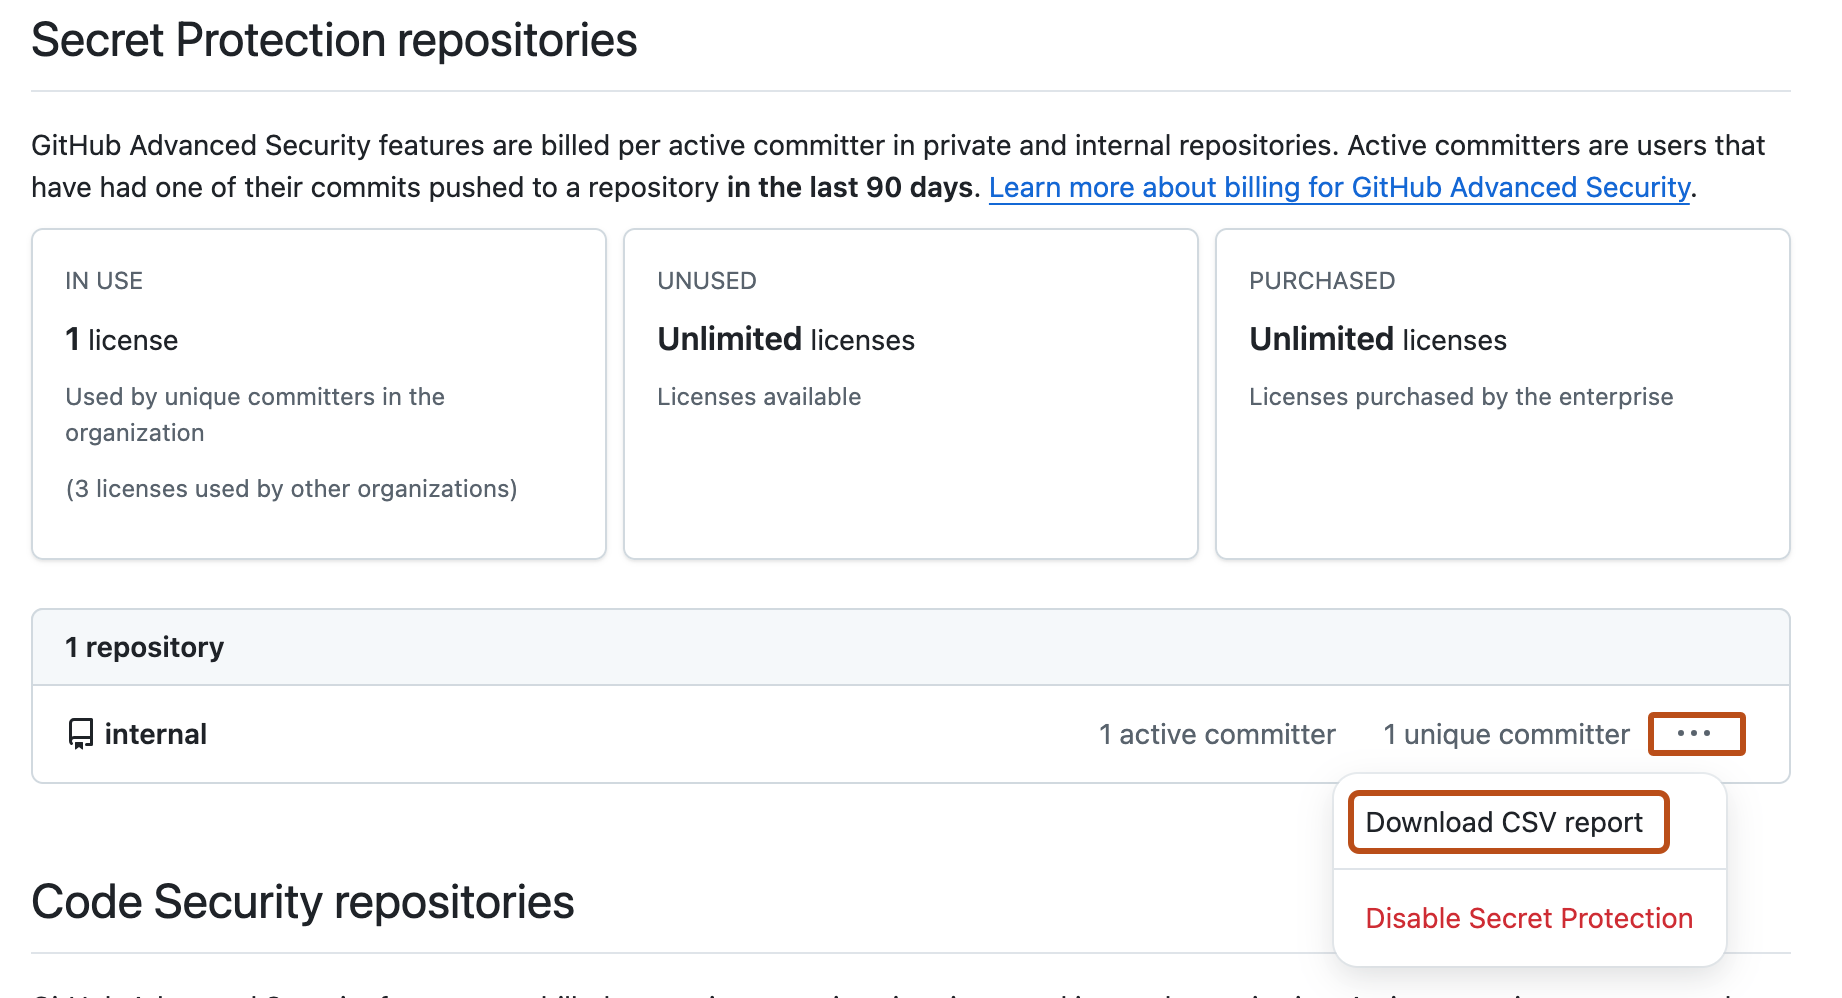 Secret Protection repositories
GitHub Advanced Security features are billed per active committer in private and internal repositories. Active committers are users that
have had one of their commits pushed to a repository in the last 90 days. Learn more about billing for GitHub Advanced Security.
IN USE
1 license
Used by unique committers in the
organization
(3 licenses used by other organizations)
UNUSED
Unlimited licenses
Licenses available
PURCHASED
Unlimited licenses
Licenses purchased by the enterprise
1 repository
internal
1 active committer
1 unique committer
...
Download CSV report
Disable Secret Protection
Code Security repositories